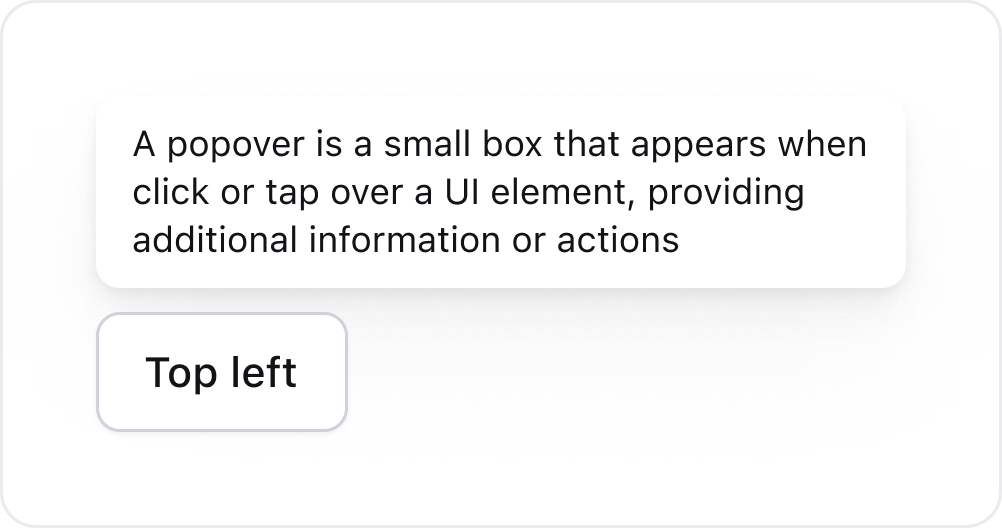 A popover is a small box that appears when
click or tap over a UI element, providing
additional information or actions
Top left